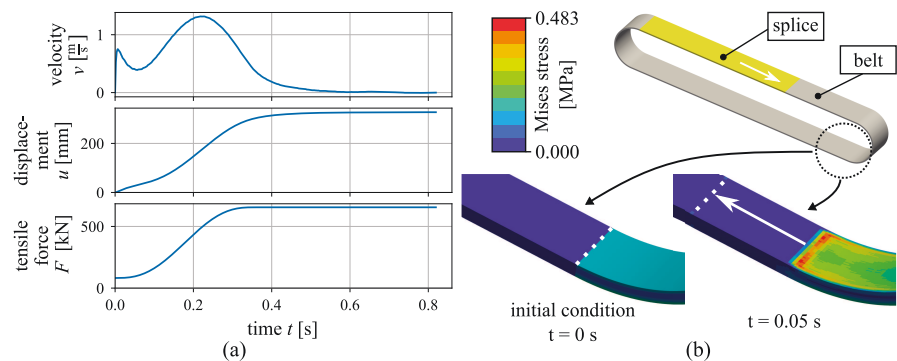 velocity
v [m/s]
1
0
displace-
ment
u [mm]
200
0
tensile
force
F [kN]
500
0
0.0 0.2 0.4 0.6 0.8
time t [s]
(a)
0.483
Mises stress
[MPa]
0.000
splice
belt
initial condition
t = 0 s
t = 0.05 s
(b)